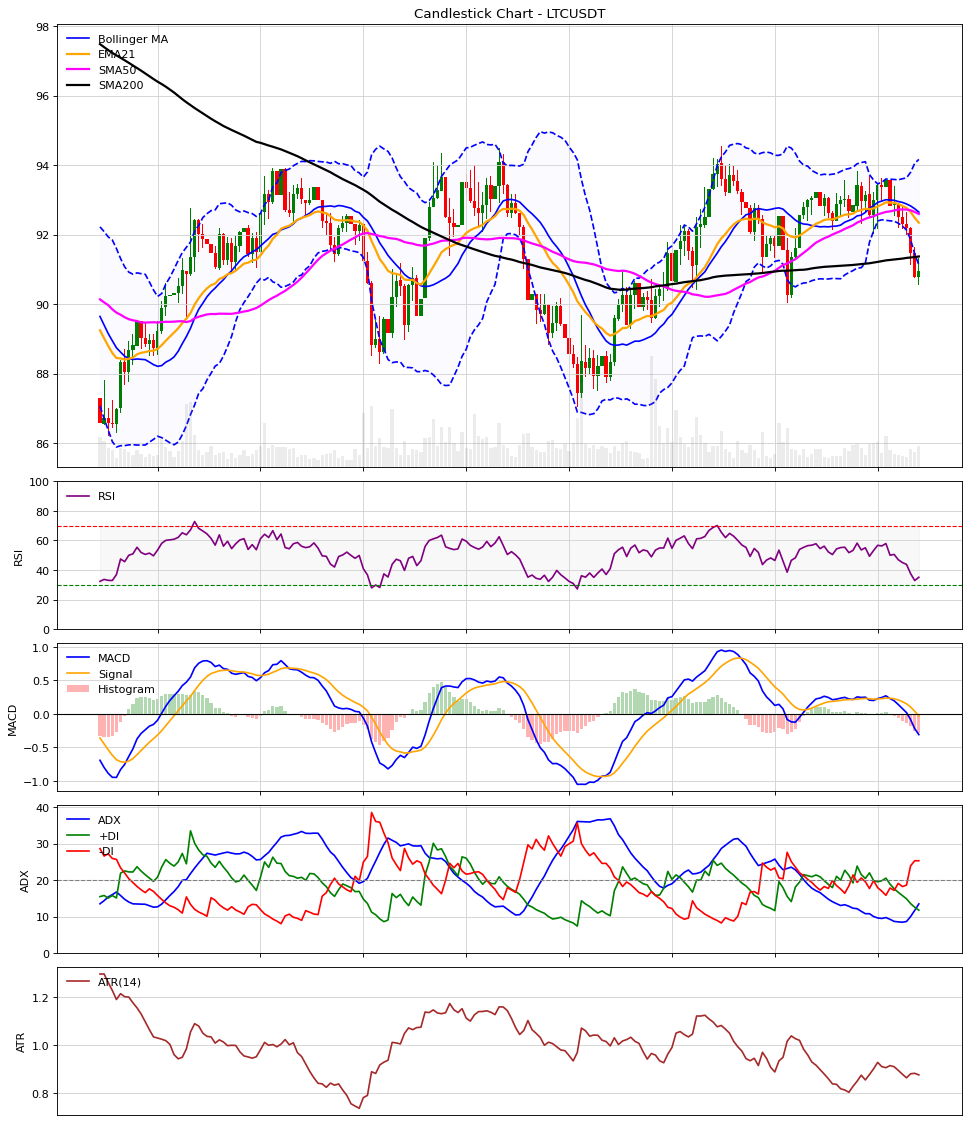 Candlestick Chart - LTCUSDT
Bollinger MA
EMA21
SMA50
SMA200
98
96
94
92
90
88
86
RSI
RSI
100
80
60
40
20
0
MACD
Signal
Histogram
MACD
1.0
0.5
0.0
−0.5
−1.0
ADX
+DI
-DI
ADX
40
30
20
10
0
ATR(14)
ATR
1.2
1.0
0.8